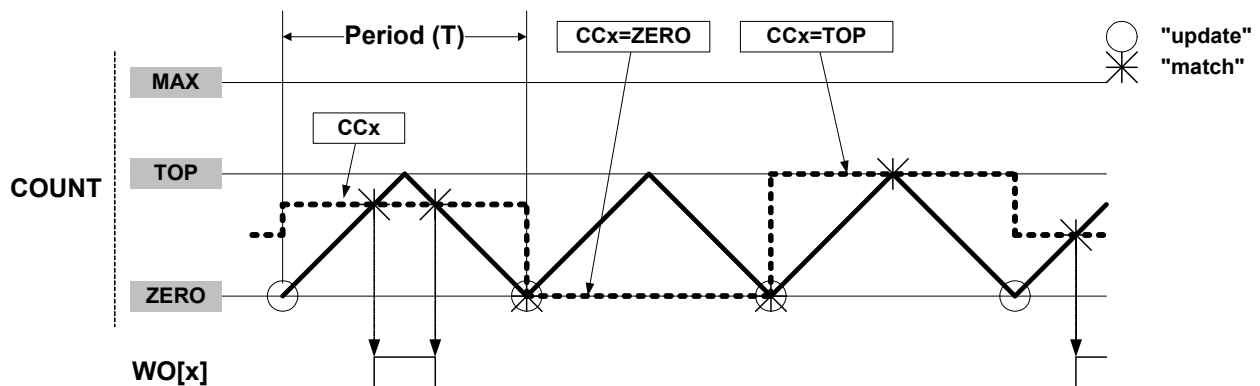 Period (T)
CCx=ZERO
CCx=TOP
"update"
"match"
MAX
CCx
TOP
COUNT
ZERO
WO[x]